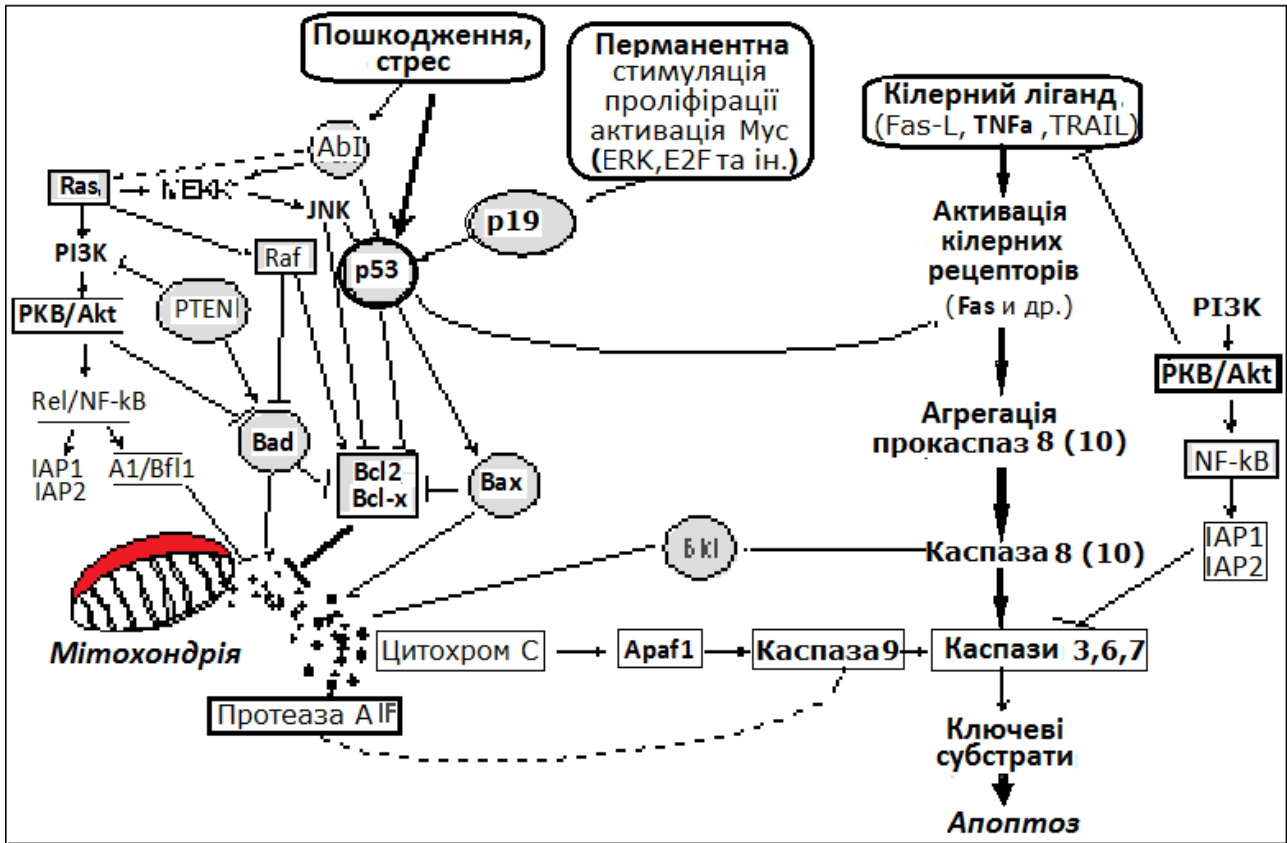 Пошкодження,
стрес
Перманентна
стимуляція
проліфірації
активація Мус
(ERK,E2F та ін.)
Кілерний ліганд
(Fas-L, TNFa ,TRAIL)
AbI
Ras
JNK
p19
Активація
кілерних
рецепторів
(Fas и др.)
PI3K
Raf
p53
PTEN
PKB/Akt
PI3K
PKB/Akt
Rel/NF-kB
Агрегація
прокаспаз 8 (10)
Bad
IAP1
IAP2
A1/Bfl1
Bcl2
Bcl-x
Bax
NF-kB
Каспаза 8 (10)
IAP1
IAP2
Мітохондрія
Цитохром С
Apaf1
Каспаза 9
Каспази 3,6,7
Протеаза AIF
Ключеві
субстрати
Апоптоз